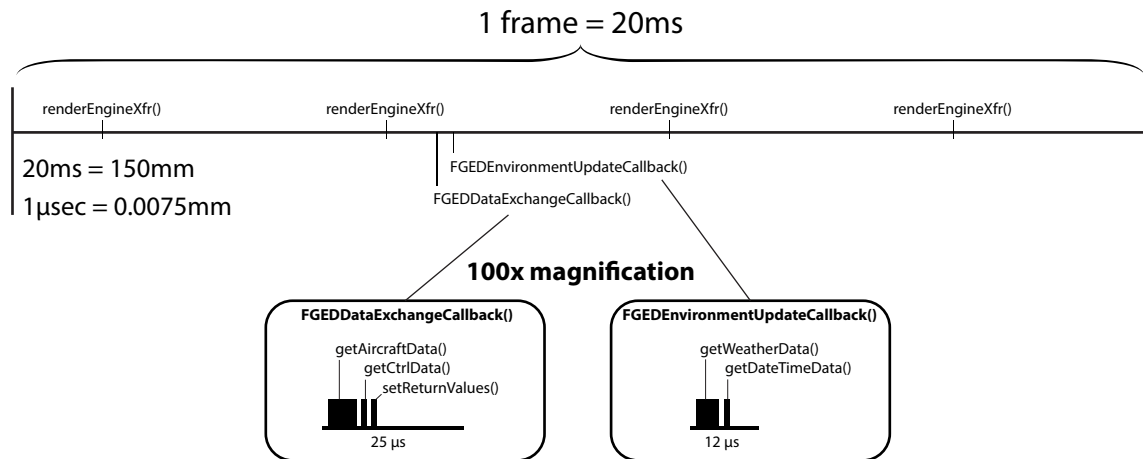 1 frame = 20ms
renderEngineXfr() renderEngineXfr() renderEngineXfr() renderEngineXfr()
20ms = 150mm
1μsec = 0.0075mm
FGEDEnvironmentUpdateCallback()
FGEDDataExchangeCallback()
100x magnification
FGEDDataExchangeCallback()
getAircraftData()
getCtrlData()
setReturnValues()
25 μs
FGEDEnvironmentUpdateCallback()
getWeatherData()
getDateTimeData()
12 μs